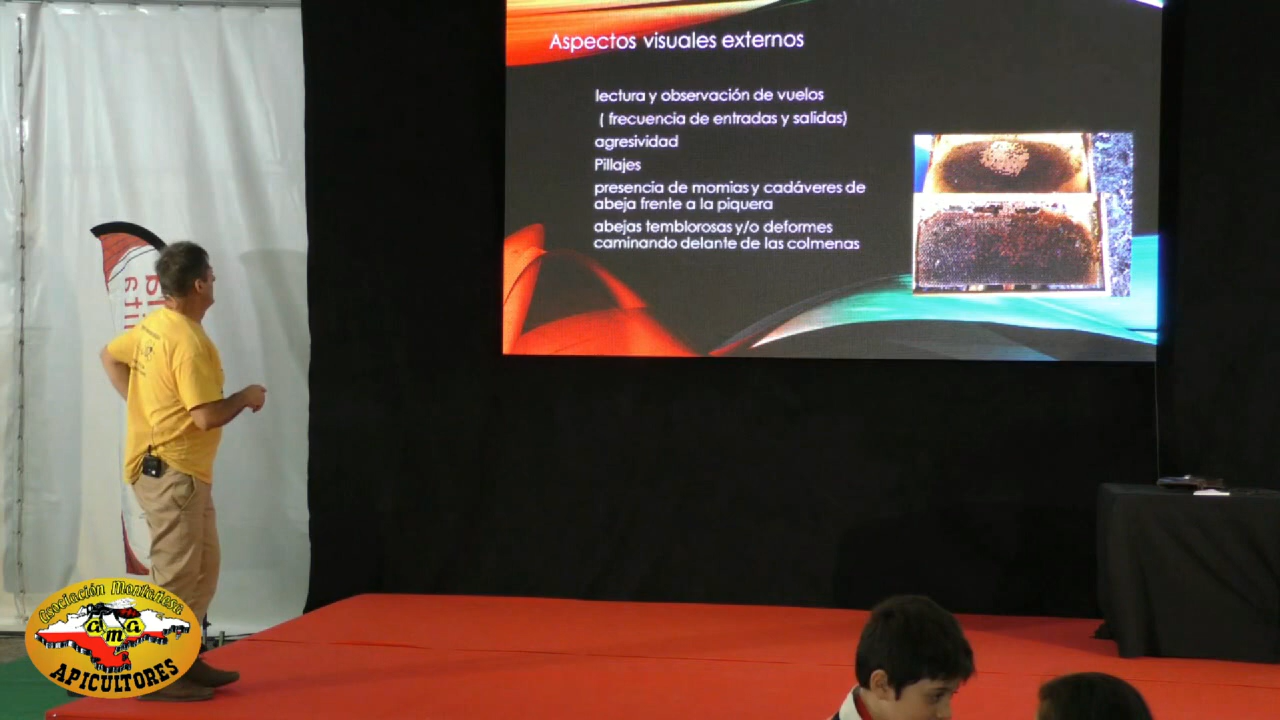 Aspectos visuales externos
lectura y observación de vuelos
( frecuencia de entradas y salidas)
agresividad
Pillajes
presencia de momias y cadáveres de
abeja frente a la piquera
abejas temblorosas y/o deformes
caminando delante de las colmenas
Asociación Montañesa
a.m.a.
APICULTORES